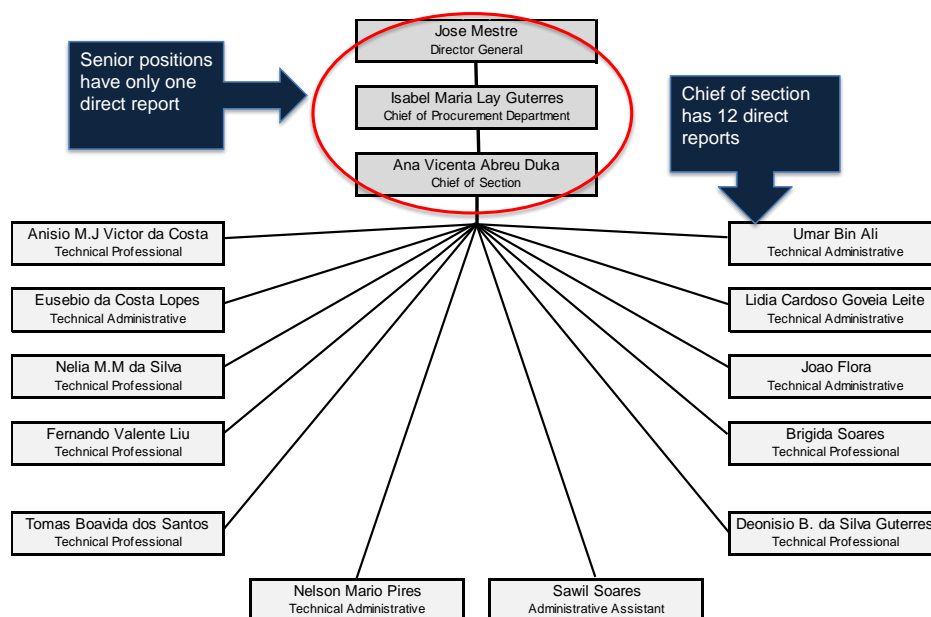 Senior positions
have only one
direct report
Jose Mestre
Director General
Isabel Maria Lay Guterres
Chief of Procurement Department
Ana Vicenta Abreu Duka
Chief of Section
Chief of section
has 12 direct
reports
Anisio M.J Victor da Costa
Technical Professional
Umar Bin Ali
Technical Administrative
Eusebio da Costa Lopes
Technical Administrative
Lidia Cardoso Goveia Leite
Technical Administrative
Nelia M.M da Silva
Technical Professional
Joao Flora
Technical Administrative
Fernando Valente Liu
Technical Professional
Brigida Soares
Technical Professional
Tomas Boavida dos Santos
Technical Professional
Deonisio B. da Silva Guterres
Technical Professional
Nelson Mario Pires
Technical Administrative
Sawil Soares
Administrative Assistant